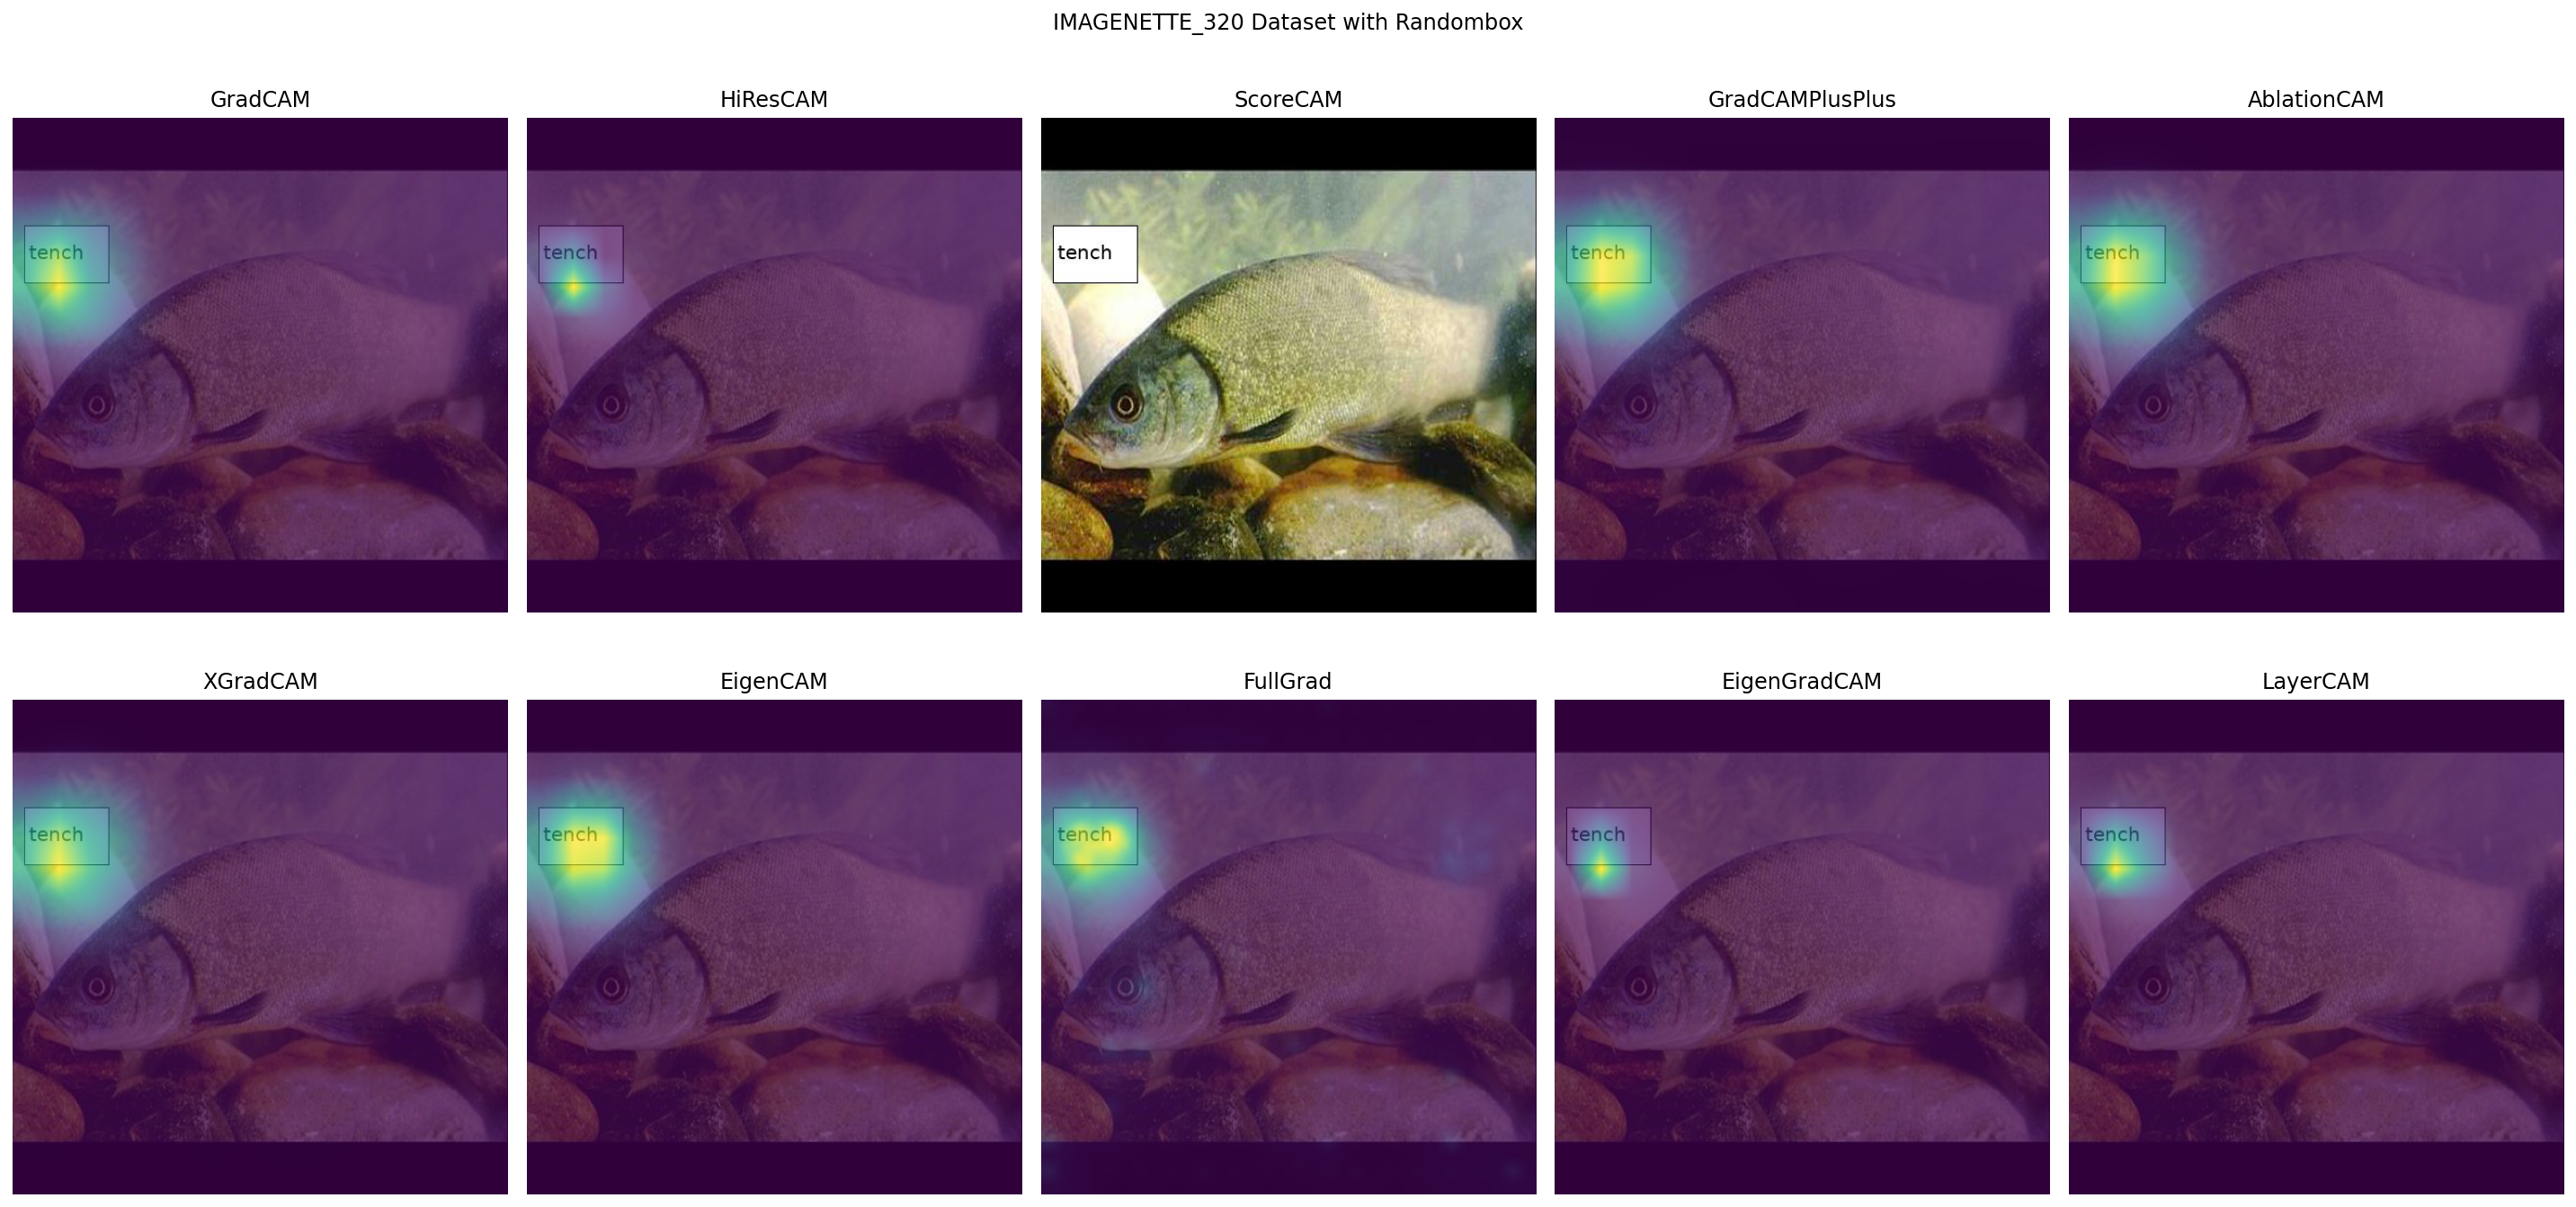 IMAGENETTE_320 Dataset with Randombox
GradCAM
HiResCAM
ScoreCAM
GradCAMPlusPlus
AblationCAM
tench
tench
tench
tench
tench
XGradCAM
EigenCAM
FullGrad
EigenGradCAM
LayerCAM
tench
tench
tench
tench
tench